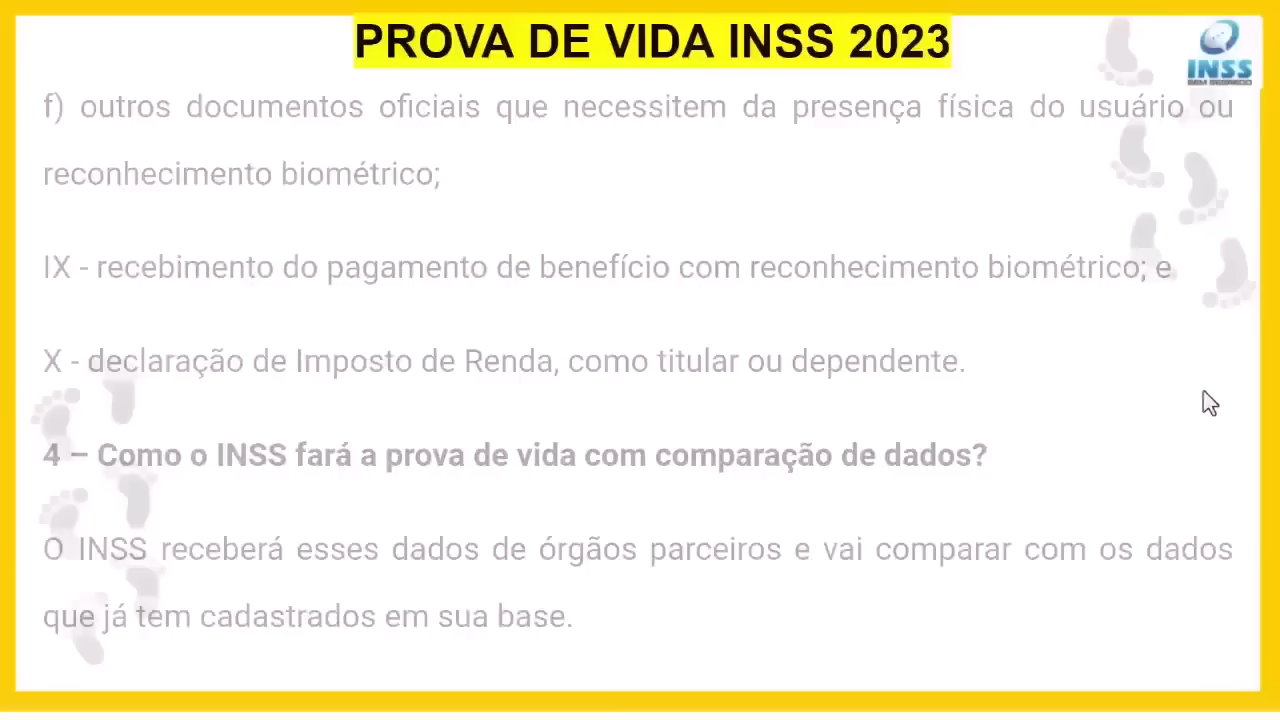 PROVA DE VIDA INSS 2023
INSS
f) outros documentos oficiais que necessitem da presença física do usuário ou
reconhecimento biométrico;
IX - recebimento do pagamento de benefício com reconhecimento biométrico; e
X - declaração de Imposto de Renda, como titular ou dependente.
4 – Como o INSS fará a prova de vida com comparação de dados?
O INSS receberá esses dados de órgãos parceiros e vai comparar com os dados
que já tem cadastrados em sua base.